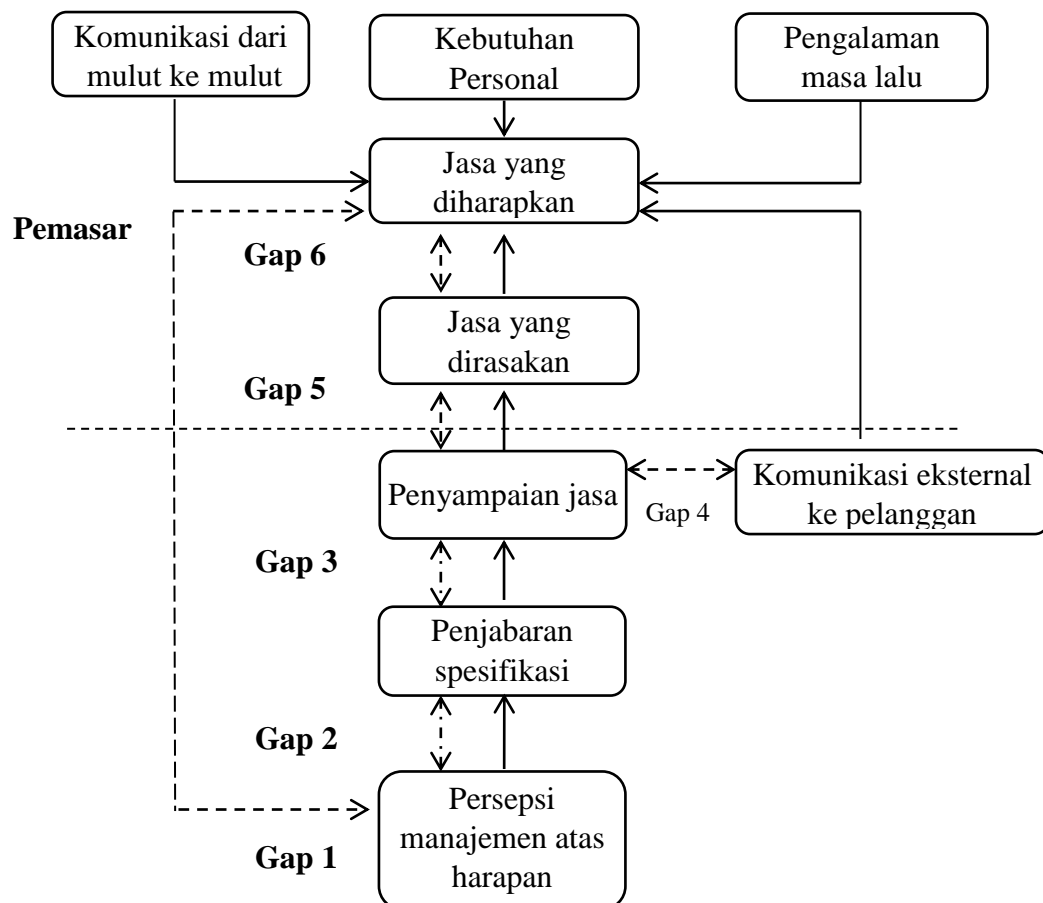 Komunikasi dari
mulut ke mulut
Kebutuhan
Personal
Pengalaman
masa lalu
Jasa yang
diharapkan
Pemasar
Gap 6
Jasa yang
dirasakan
Gap 5
Penyampaian jasa
Gap 4
Komunikasi eksternal
ke pelanggan
Gap 3
Penjabaran
spesifikasi
Gap 2
Persepsi
manajemen atas
harapan
Gap 1